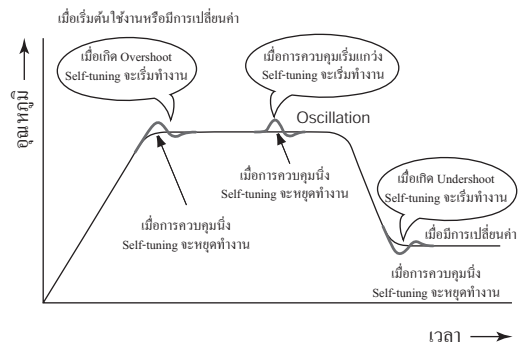 เมื่อเริ่มต้นใช้งานหรือมีการเปลี่ยนค่า
เมื่อเกิด Overshoot
Self-tuning จะเริ่มทำงาน
เมื่อการควบคุมเริ่มแกว่ง
Self-tuning จะเริ่มทำงาน
อุณหภูมิ
Oscillation
เมื่อการควบคุมนิ่ง
Self-tuning จะหยุดทำงาน
เมื่อเกิด Undershoot
Self-tuning จะเริ่มทำงาน
เมื่อการควบคุมนิ่ง
Self-tuning จะหยุดทำงาน
เมื่อมีการเปลี่ยนค่า
เมื่อการควบคุมนิ่ง
Self-tuning จะหยุดทำงาน
เวลา